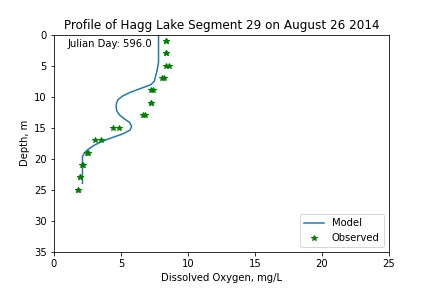 Profile of Hagg Lake Segment 29 on August 26 2014
Julian Day: 596.0
0
5
10
15
20
25
30
35
Depth, m
0
5
10
15
20
25
Dissolved Oxygen, mg/L
Model
Observed